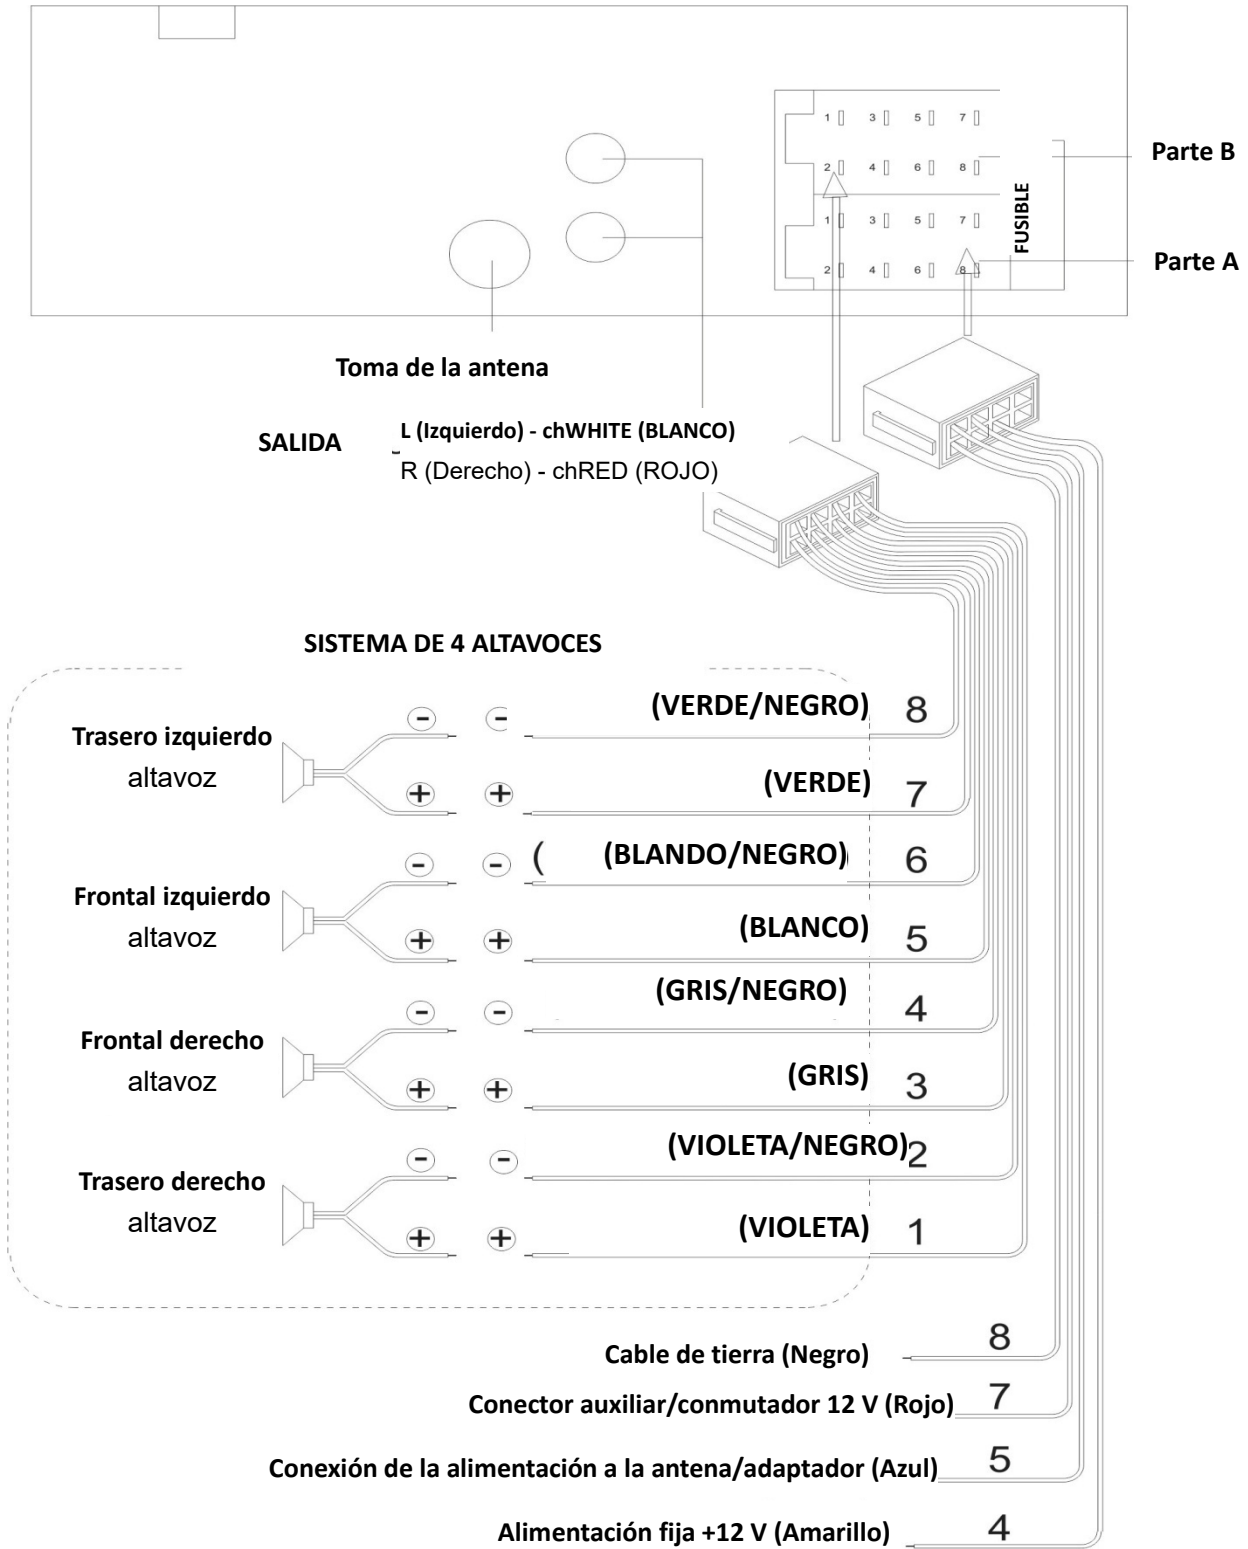 1 3 5 7
Parte B
2 4 6 8
FUSIBLE
1 3 5 7
Parte A
2 4 6 8
Toma de la antena
SALIDA
L (Izquierdo) - chWHITE (BLANCO)
R (Derecho) - chRED (ROJO)
SISTEMA DE 4 ALTAVOCES
Trasero izquierdo
altavoz
- - (VERDE/NEGRO) 8
+ + (VERDE) 7
Frontal izquierdo
altavoz
- - ( (BLANDO/NEGRO) 6
+ + (BLANCO) 5
Frontal derecho
altavoz
- - (GRIS/NEGRO) 4
+ + (GRIS) 3
Trasero derecho
altavoz
- - (VIOLETA/NEGRO) 2
+ + (VIOLETA) 1
Cable de tierra (Negro) 8
Conector auxiliar/conmutador 12 V (Rojo) 7
Conexión de la alimentación a la antena/adaptador (Azul) 5
Alimentación fija +12 V (Amarillo) 4